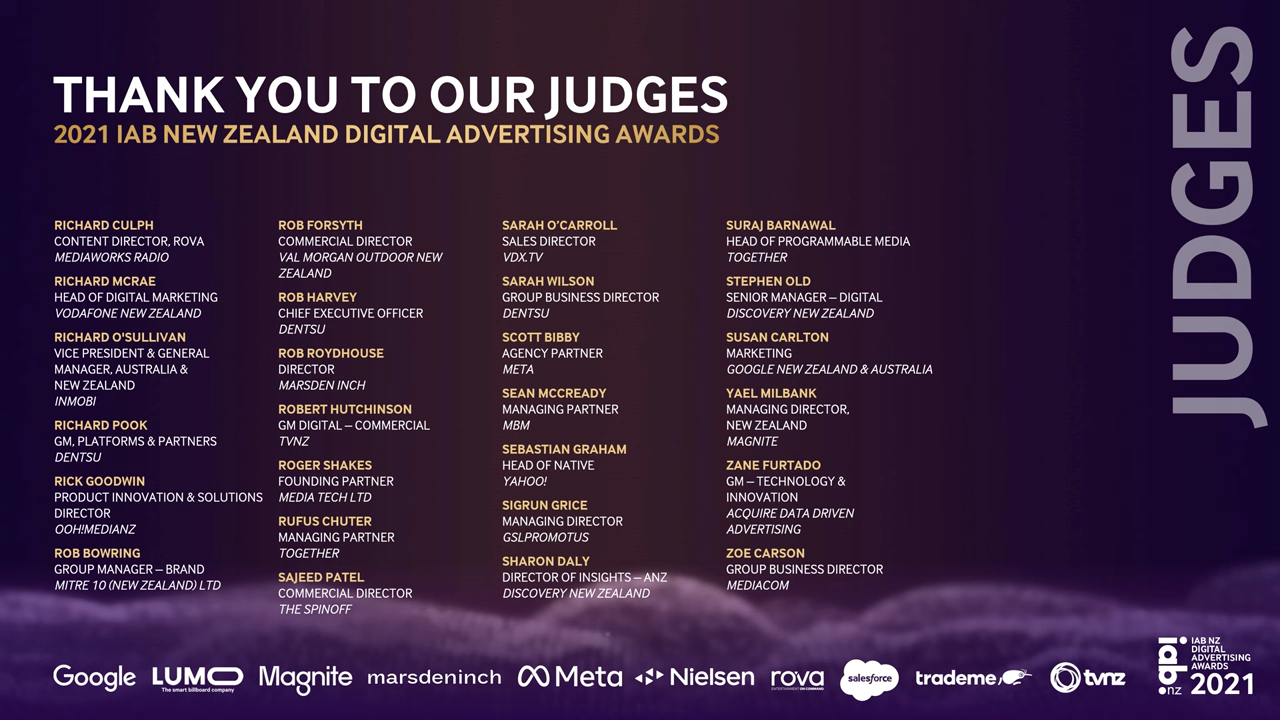 THANK YOU TO OUR JUDGES
2021 IAB NEW ZEALAND DIGITAL ADVERTISING AWARDS
RICHARD CULPH
CONTENT DIRECTOR, ROVA
MEDIAWORKS RADIO
RICHARD MCRAE
HEAD OF DIGITAL MARKETING
VODAFONE NEW ZEALAND
RICHARD O'SULLIVAN
VICE PRESIDENT & GENERAL
MANAGER, AUSTRALIA &
NEW ZEALAND
INMOBI
RICHARD POOK
GM, PLATFORMS & PARTNERS
DENTSU
RICK GOODWIN
PRODUCT INNOVATION & SOLUTIONS
DIRECTOR
OOH!MEDIANZ
ROB BOWRING
GROUP MANAGER – BRAND
MITRE 10 (NEW ZEALAND) LTD
ROB FORSYTH
COMMERCIAL DIRECTOR
VAL MORGAN OUTDOOR NEW
ZEALAND
ROB HARVEY
CHIEF EXECUTIVE OFFICER
DENTSU
ROB ROYDHOUSE
DIRECTOR
MARSDEN INCH
ROBERT HUTCHINSON
GM DIGITAL – COMMERCIAL
TVNZ
ROGER SHAKES
FOUNDING PARTNER
MEDIA TECH LTD
RUFUS CHUTER
MANAGING PARTNER
TOGETHER
SAJEED PATEL
COMMERCIAL DIRECTOR
THE SPINOFF
SARAH O'CARROLL
SALES DIRECTOR
VDX.TV
SARAH WILSON
GROUP BUSINESS DIRECTOR
DENTSU
SCOTT BIBBY
AGENCY PARTNER
META
SEAN MCCREADY
MANAGING PARTNER
MBM
SEBASTIAN GRAHAM
HEAD OF NATIVE
YAHOO!
SIGRUN GRICE
MANAGING DIRECTOR
GSLPROMOTUS
SHARON DALY
DIRECTOR OF INSIGHTS – ANZ
DISCOVERY NEW ZEALAND
SURAJ BARNAWAL
HEAD OF PROGRAMMABLE MEDIA
TOGETHER
STEPHEN OLD
SENIOR MANAGER – DIGITAL
DISCOVERY NEW ZEALAND
SUSAN CARLTON
MARKETING
GOOGLE NEW ZEALAND & AUSTRALIA
YAEL MILBANK
MANAGING DIRECTOR,
NEW ZEALAND
MAGNITE
ZANE FURTADO
GM – TECHNOLOGY &
INNOVATION
ACQUIRE DATA DRIVEN
ADVERTISING
ZOE CARSON
GROUP BUSINESS DIRECTOR
MEDIACOM
JUDGES
Google
LUMO
The smart billboard company
Magnite
marsdeninch
Meta
Nielsen
rova
ENTERTAINMENT ON COMMAND
salesforce
trademe
tvnz
iab.
.nz
IAB NZ
DIGITAL
ADVERTISING
AWARDS
2021